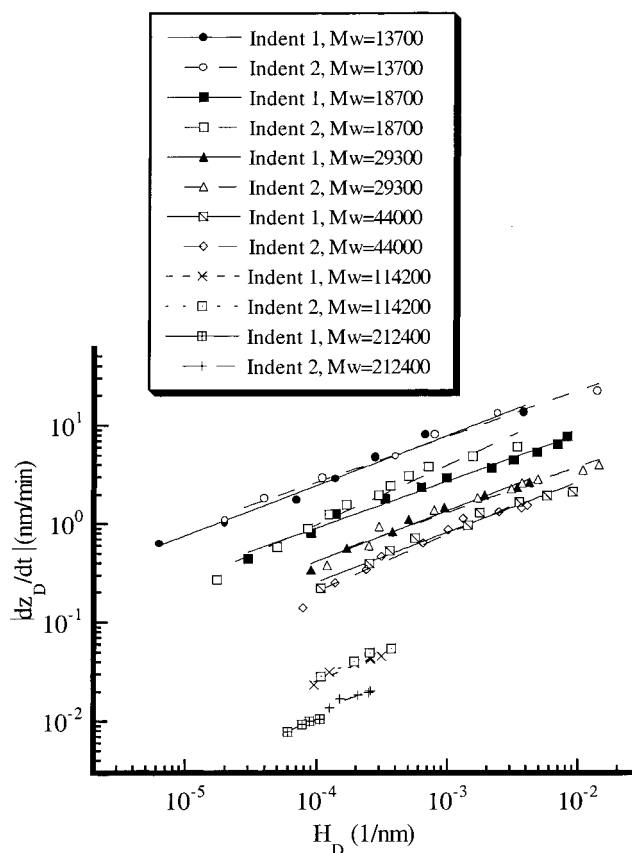 Indent 1, Mw=13700
Indent 2, Mw=13700
Indent 1, Mw=18700
Indent 2, Mw=18700
Indent 1, Mw=29300
Indent 2, Mw=29300
Indent 1, Mw=44000
Indent 2, Mw=44000
Indent 1, Mw=114200
Indent 2, Mw=114200
Indent 1, Mw=212400
Indent 2, Mw=212400
|dz_D/dt| (nm/min)
10^1
10^0
10^-1
10^-2
10^-5 10^-4 10^-3 10^-2
H_D (1/nm)